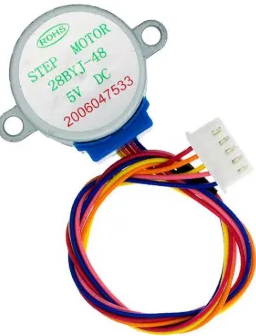 ROHS
STEP MOTOR
28BYJ-48
5V DC
2006047533